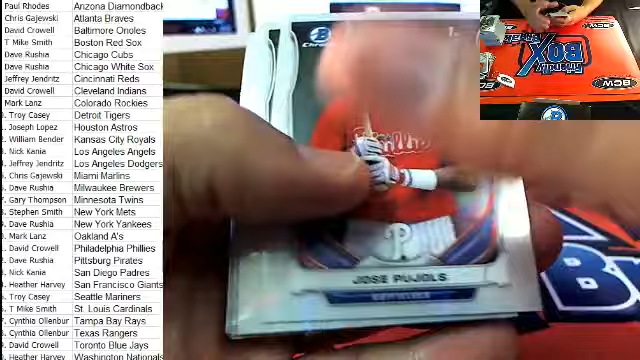 Paul Rhodes Arizona Diamondback
Chris Gajewski Atlanta Braves
David Crowell Baltimore Orioles
T Mike Smith Boston Red Sox
Dave Rushia Chicago Cubs
Dave Rushia Chicago White Sox
Jeffrey Jendritz Cincinnati Reds
David Crowell Cleveland Indians
Mark Lanz Colorado Rockies
Troy Casey Detroit Tigers
Joseph Lopez Houston Astros
William Bender Kansas City Royals
Nick Kania Los Angeles Angels
Jeffrey Jendritz Los Angeles Dodgers
Chris Gajewski Miami Marlins
Dave Rushia Milwaukee Brewers
Gary Thompson Minnesota Twins
Stephen Smith New York Mets
Dave Rushia New York Yankees
Mark Lanz Oakland A's
David Crowell Philadelphia Phillies
Dave Rushia Pittsburg Pirates
Nick Kania San Diego Padres
Heather Harvey San Francisco Giants
Troy Casey Seattle Mariners
T Mike Smith St. Louis Cardinals
Cynthia Ollenbur Tampa Bay Rays
Cynthia Ollenbur Texas Rangers
David Crowell Toronto Blue Jays
Heather Harvey Washington Nationals
Chrome
P
JOSE PUJOLS
Friendly
BOX
BCW